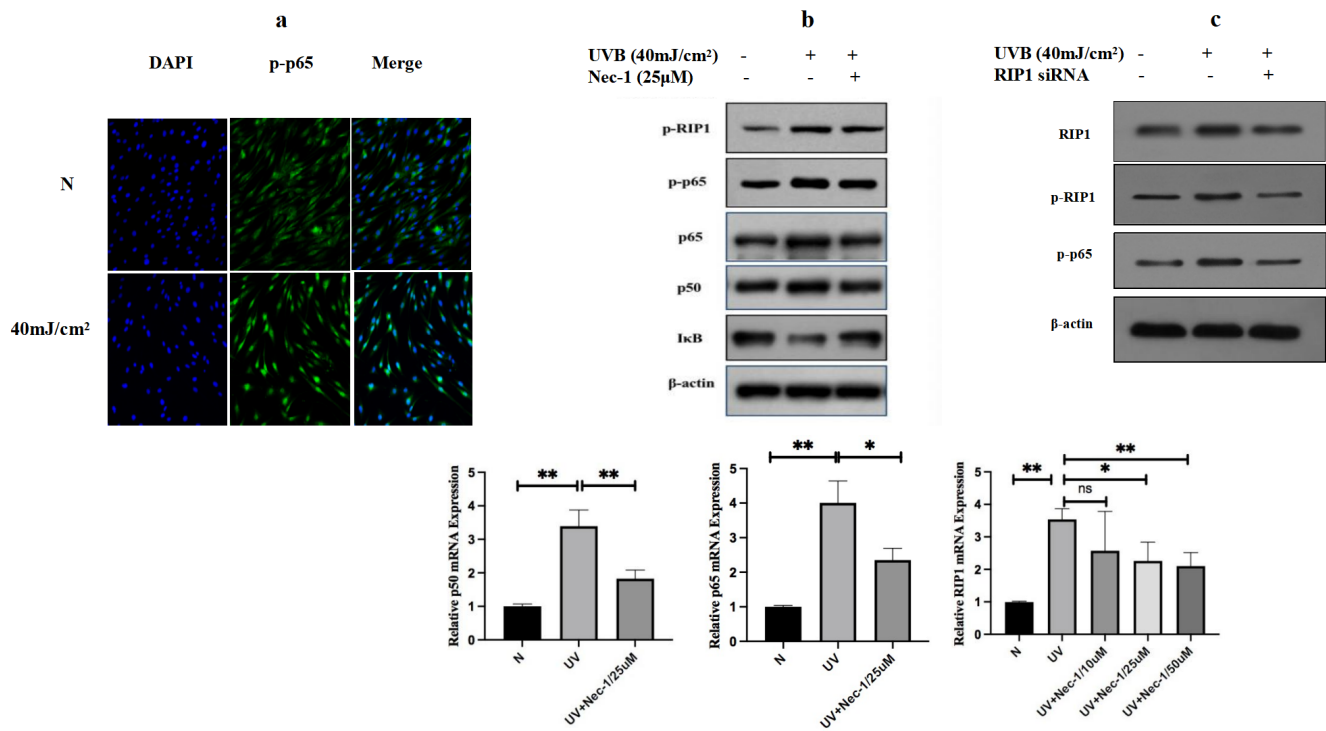 a
DAPI p-p65 Merge
N
40mJ/cm²
b
UVB (40mJ/cm²) - + +
Nec-1 (25μM) - - +
p-RIP1
p-p65
p65
p50
IκB
β-actin
c
UVB (40mJ/cm²) - + +
RIP1 siRNA - - +
RIP1
p-RIP1
p-p65
β-actin
Relative p50 mRNA Expression
5
4
3
2
1
0
** **
N
UV
UV+Nec-1/25uM
Relative p65 mRNA Expression
5
4
3
2
1
0
** *
N
UV
UV+Nec-1/25uM
Relative RIP1 mRNA Expression
5
4
3
2
1
0
**
** *
ns
N
UV
UV+Nec-1/10uM
UV+Nec-1/25uM
UV+Nec-1/50uM